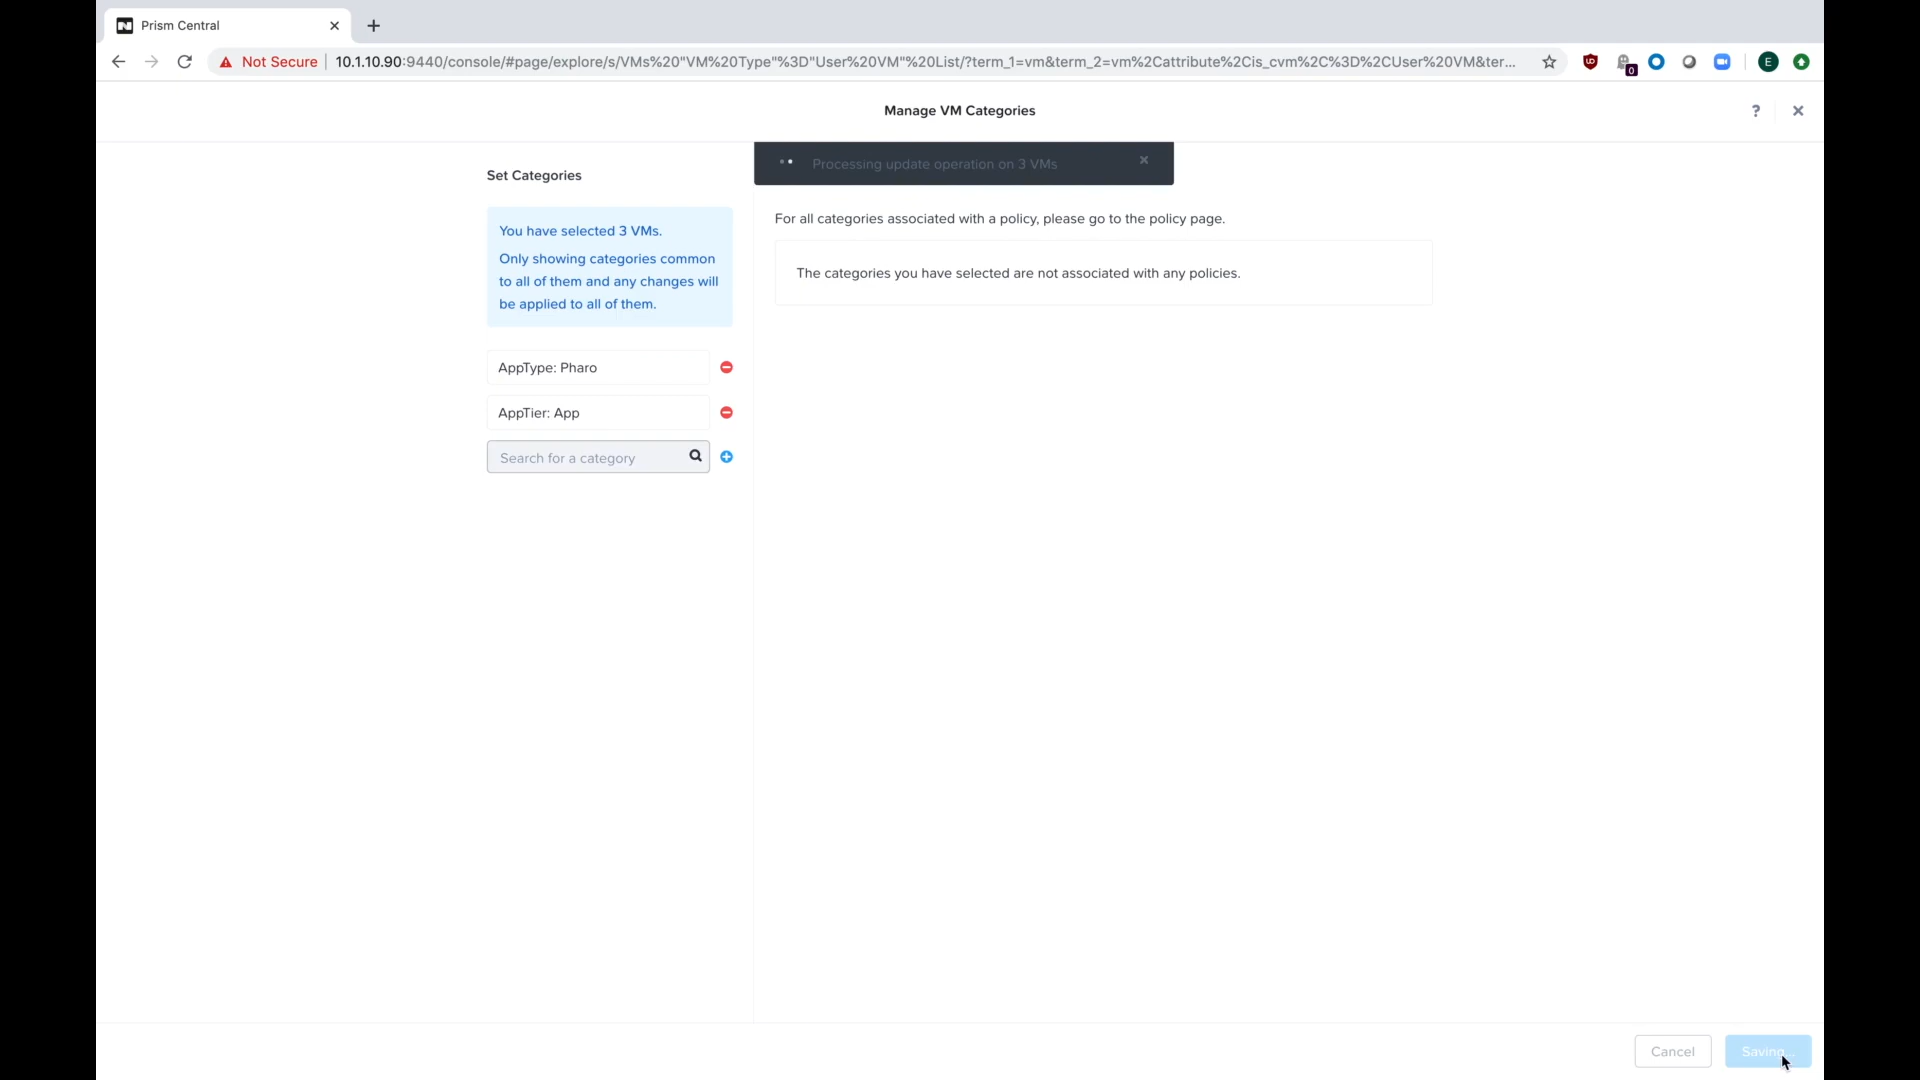 Prism Central
Not Secure
10.1.10.90:9440/console/#page/explore/s/VMs%20"VM%20Type"%3D"User%20VM"%20List/?term_1=vm&term_2=vm%2Cattribute%2Cis_cvm%2C%3D%2CUser%20VM&ter...
0
E
Manage VM Categories
?
Set Categories
Processing update operation on 3 VMs
For all categories associated with a policy, please go to the policy page.
You have selected 3 VMs.
Only showing categories common
to all of them and any changes will
be applied to all of them.
The categories you have selected are not associated with any policies.
AppType: Pharo
AppTier: App
Search for a category
Cancel
Saving...